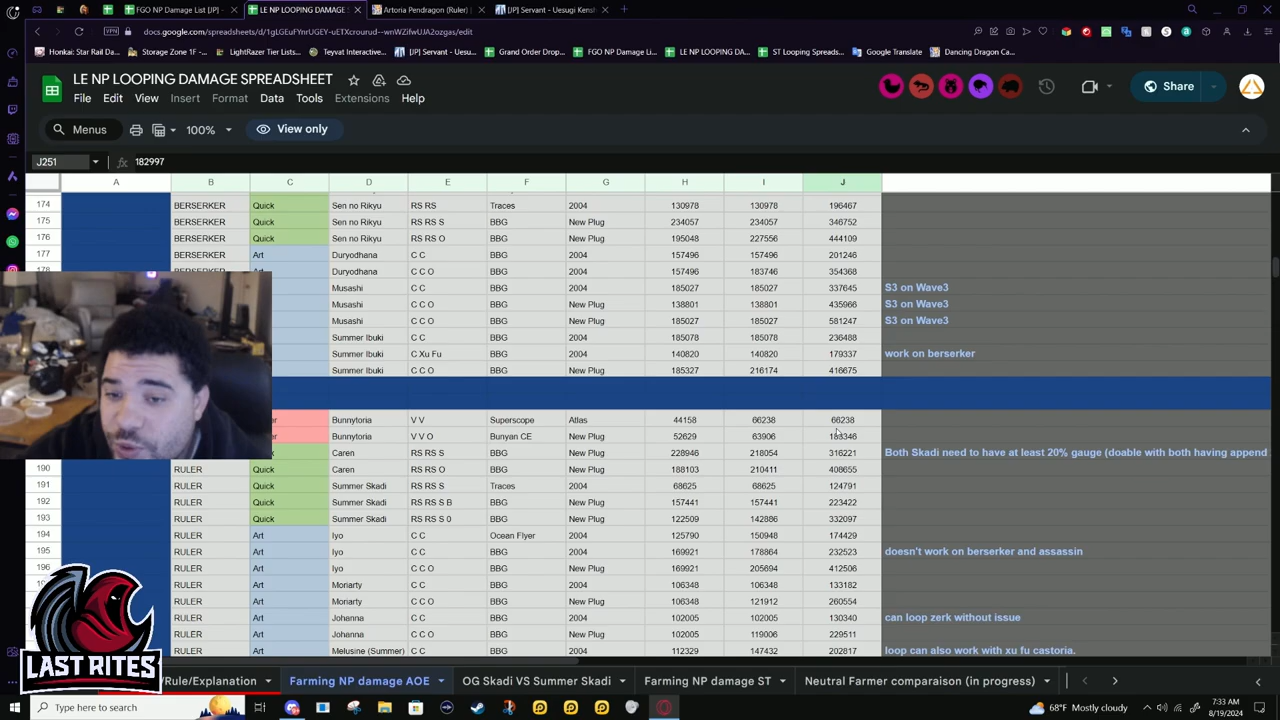 FGO NP Damage List [JP] -
LE NP LOOPING DAMAGE S
Artoria Pendragon (Ruler) |
[JP] Servant - Uesugi Kensh
docs.google.com/spreadsheets/d/
Honkai: Star Rail Da
Storage Zone 1F -...
LightRazer Tier Lists...
Teyvat Interactive...
[JP] Servant - Ues...
Grand Order Drop...
FGO NP Damage Li...
LE NP LOOPING DA...
ST Looping Spreads...
Google Translate
Dancing Dragon Ca
LE NP LOOPING DAMAGE SPREADSHEET
File Edit View Insert Format Data Tools Extensions Help
Share
Menus 100% View only
J251 fx 182997
A B C D E F G H I J
174 BERSERKER Quick Sen no Rikyu RS RS Traces 2004 130978 130978 196467
175 BERSERKER Quick Sen no Rikyu RS RS S BBG New Plug 234057 234057 346752
176 BERSERKER Quick Sen no Rikyu RS RS O BBG New Plug 195048 227556 444109
177 BERSERKER Art Duryodhana C C BBG 2004 157496 157496 201246
178 BERSERKER Art Duryodhana C C O BBG 2004 157496 183746 354368
Musashi C C BBG 2004 185027 185027 337645 S3 on Wave3
Musashi C C O BBG New Plug 138801 138801 435966 S3 on Wave3
Musashi C C O BBG New Plug 185027 185027 581247 S3 on Wave3
Summer Ibuki C C BBG 2004 185078 185078 236488
Summer Ibuki C Xu Fu BBG 2004 140820 140820 179337 work on berserker
Summer Ibuki C C O BBG New Plug 185327 216174 416675
Bunnytoria V V Superscope Atlas 44158 66238 66238
Bunnytoria V V O Bunyan CE New Plug 52629 63906
Caren RS RS S BBG New Plug 228946 218054 316221 Both Skadi need to have at least 20% gauge (doable with both having append
190 RULER Quick Caren RS RS O BBG New Plug 188103 210411 408655
191 RULER Quick Summer Skadi RS RS S Traces 2004 68625 68625 124791
192 RULER Quick Summer Skadi RS RS S B BBG New Plug 157441 157441 223422
193 RULER Quick Summer Skadi RS RS S 0 BBG New Plug 122509 142886 332097
194 RULER Art Iyo C C Ocean Flyer 2004 125790 150948 174429
195 RULER Art Iyo C C BBG 2004 169921 178864 232523 doesn't work on berserker and assassin
196 RULER Art Iyo C C O BBG New Plug 169921 205694 412506
RULER Art Moriarty C C BBG 2004 106348 106348 133182
RULER Art Moriarty C C O BBG New Plug 106348 121912 260554
RULER Art Johanna C C BBG 2004 102005 102005 130340 can loop zerk without issue
RULER Art Johanna C C O BBG New Plug 102005 119006 229511
RULER Art Melusine (Summer) C C BBG 2004 112329 147432 202817 loop can also work with xu fu castoria.
LAST RITES
/Rule/Explanation
Farming NP damage AOE
OG Skadi VS Summer Skadi
Farming NP damage ST
Neutral Farmer comparaison (in progress)
Type here to search
68°F Mostly cloudy
7:33 AM
8/19/2024